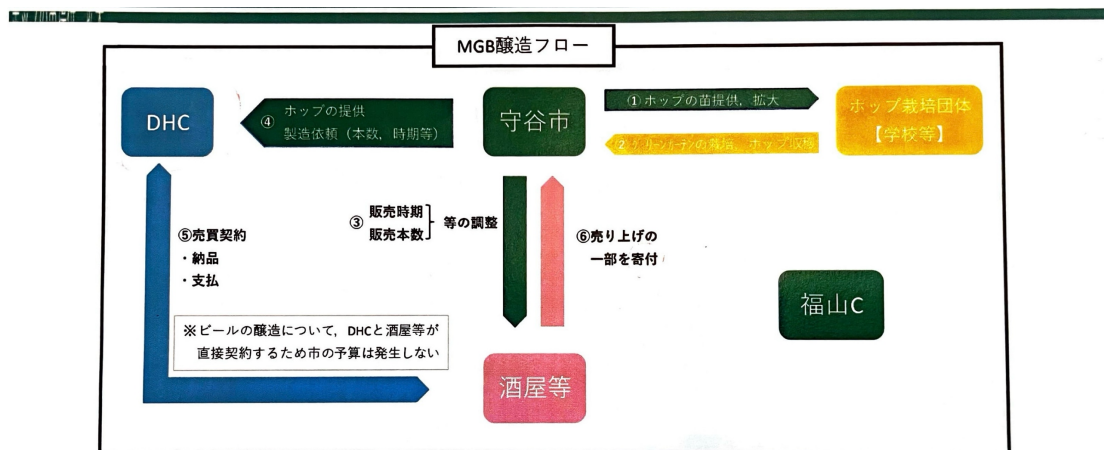 MGB醸造フロー
DHC
④ ホップの提供
製造依頼（本数，時期等）
守谷市
①ホップの苗提供，拡大
②グリーンカーテンの栽培，ホップ収穫
ホップ栽培団体
【学校等】
⑤売買契約
・納品
・支払
③ 販売時期
販売本数
等の調整
⑥売り上げの
一部を寄付
福山C
※ビールの醸造について，DHCと酒屋等が
直接契約するため市の予算は発生しない
酒屋等